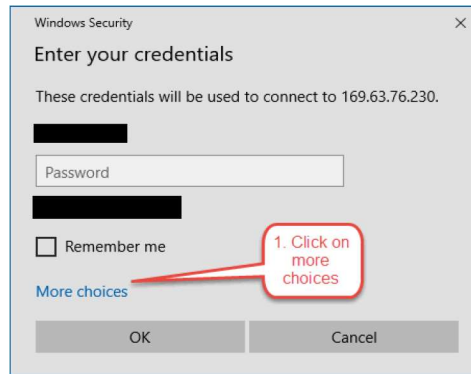 Windows Security
Enter your credentials
These credentials will be used to connect to 169.63.76.230.
Password
Remember me
1. Click on
more
choices
More choices
OK
Cancel